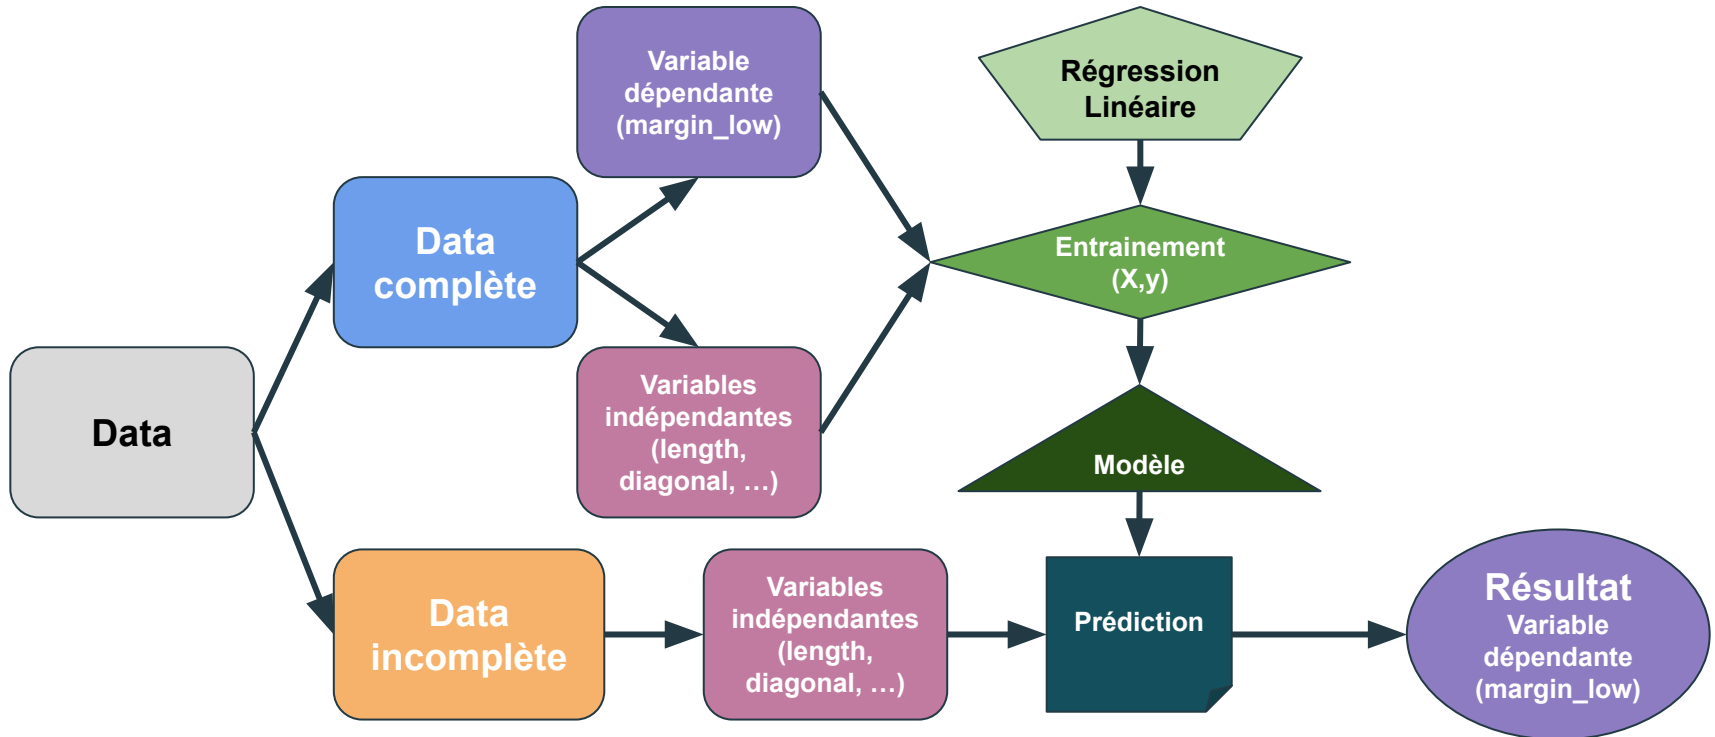 Data
Data
complète
Data
incomplète
Variable
dépendante
(margin_low)
Variables
indépendantes
(length,
diagonal, …)
Variables
indépendantes
(length,
diagonal, …)
Régression
Linéaire
Entrainement
(X,y)
Modèle
Prédiction
Résultat
Variable
dépendante
(margin_low)